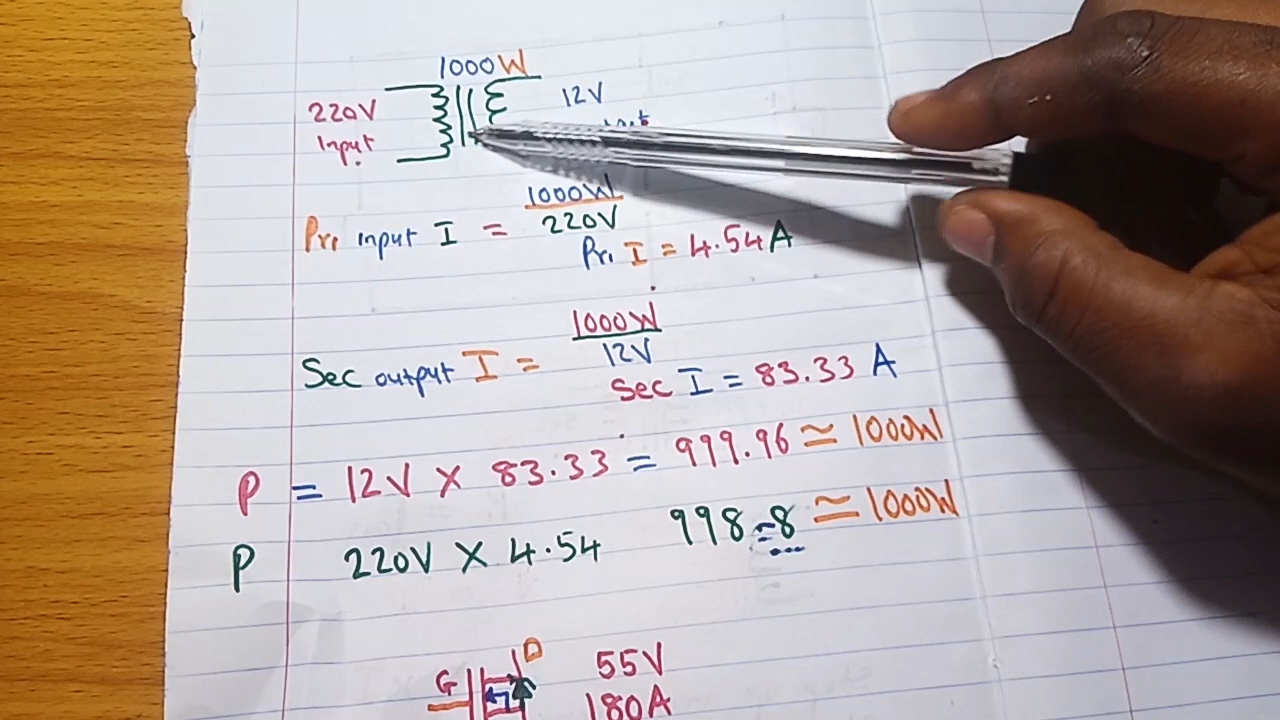 1000W
220V
Input
12V
Pri input I = 1000W
220V
Pri I = 4.54A
Sec output I = 1000W
12V
Sec I = 83.33 A
P = 12V X 83.33 = 999.96 ≃ 1000W
P 220V X 4.54 998.8 ≃ 1000W
D
G
55V
180A